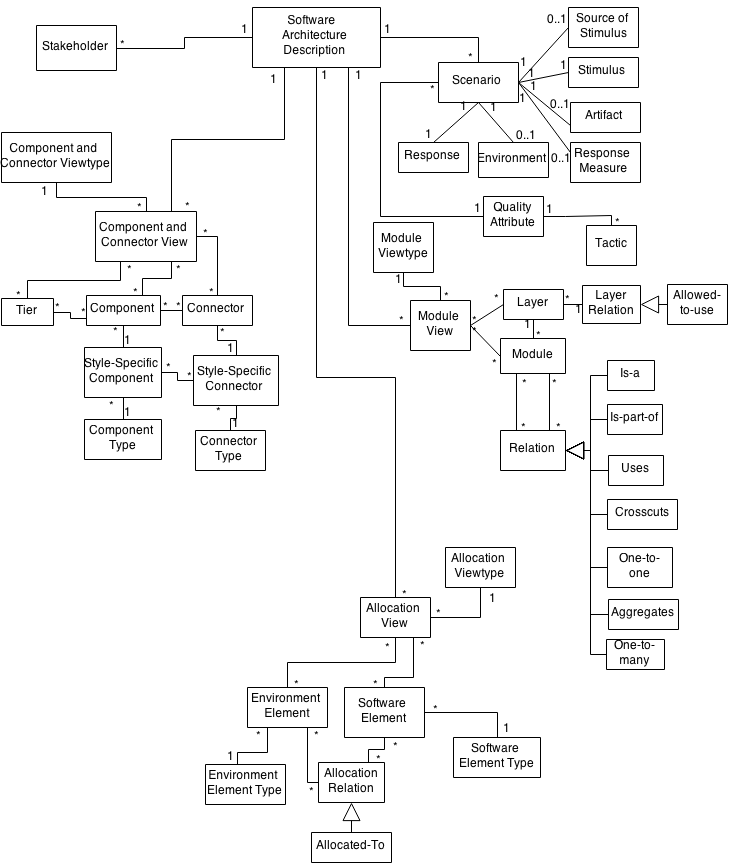 Software
Architecture
Description
1
1
1
1
1
Stakeholder
*
Scenario
*
*
1
1
1
1
1
1
0..1
Source of
Stimulus
1
Stimulus
0..1
Artifact
0..1
Response
Measure
1
Response
0..1
Environment
1
Quality
Attribute
1
*
Tactic
Component and
Connector Viewtype
1
*
*
Component and
Connector View
*
*
*
*
Tier
*
*
*
Component
*
*
Connector
*
*
*
1
Style-Specific
Component
*
*
1
Style-Specific
Connector
*
1
Component
Type
*
1
Connector
Type
Module
Viewtype
1
*
*
Module
View
*
*
*
Layer
*
1
Layer
Relation
Allowed-
to-use
1
*
*
Module
*
*
*
*
Relation
Is-a
Is-part-of
Uses
Crosscuts
One-to-
one
Aggregates
One-to-
many
Allocation
Viewtype
1
*
Allocation
View
*
*
*
*
Environment
Element
*
Software
Element
*
*
*
1
Software
Element Type
*
1
Environment
Element Type
*
*
Allocation
Relation
*
Allocated-To